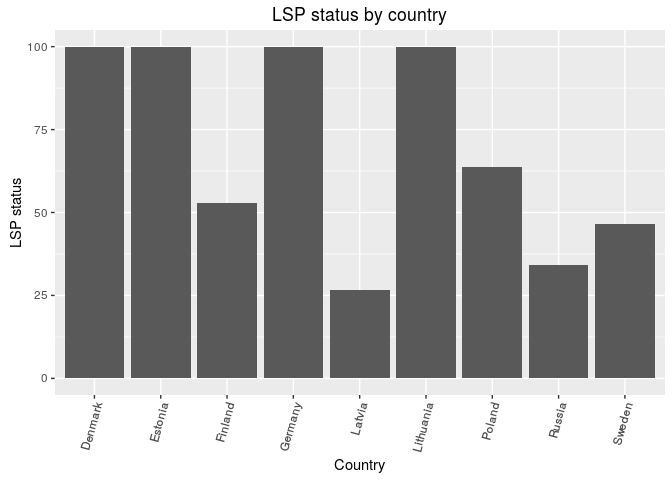 LSP status by country
LSP status
100
75
50
25
0
Denmark
Estonia
Finland
Germany
Latvia
Lithuania
Poland
Russia
Sweden
Country